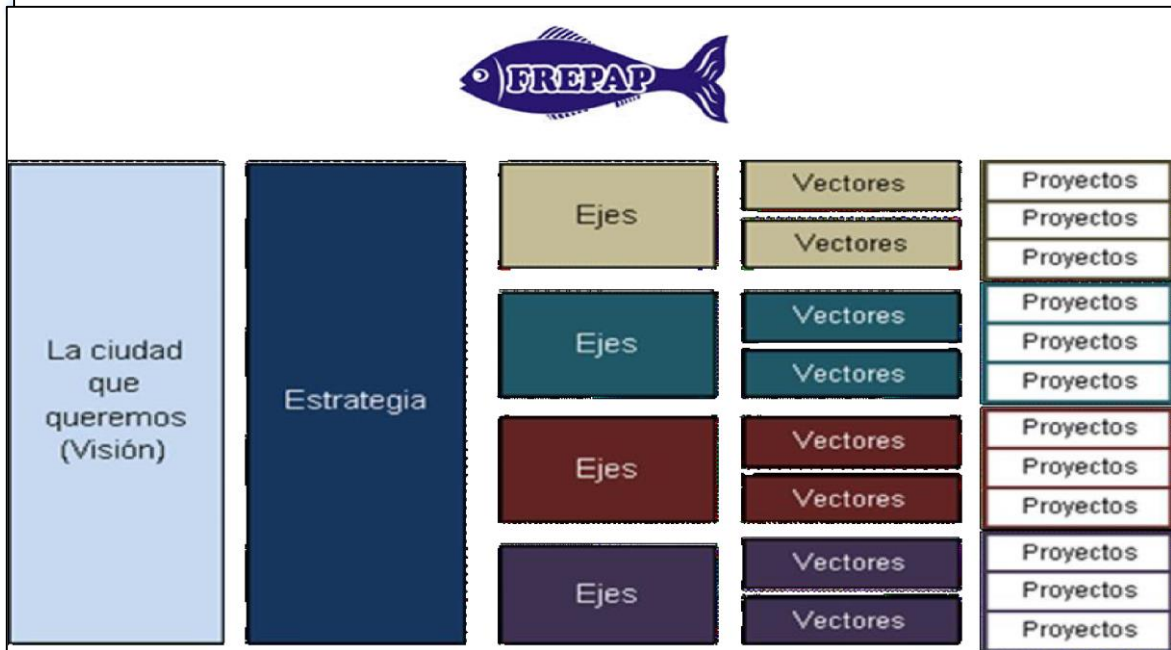 FREPAP
La ciudad
que
queremos
(Visión)
Estrategia
Ejes
Vectores
Vectores
Proyectos
Proyectos
Proyectos
Ejes
Vectores
Vectores
Proyectos
Proyectos
Proyectos
Ejes
Vectores
Vectores
Proyectos
Proyectos
Proyectos
Ejes
Vectores
Vectores
Proyectos
Proyectos
Proyectos